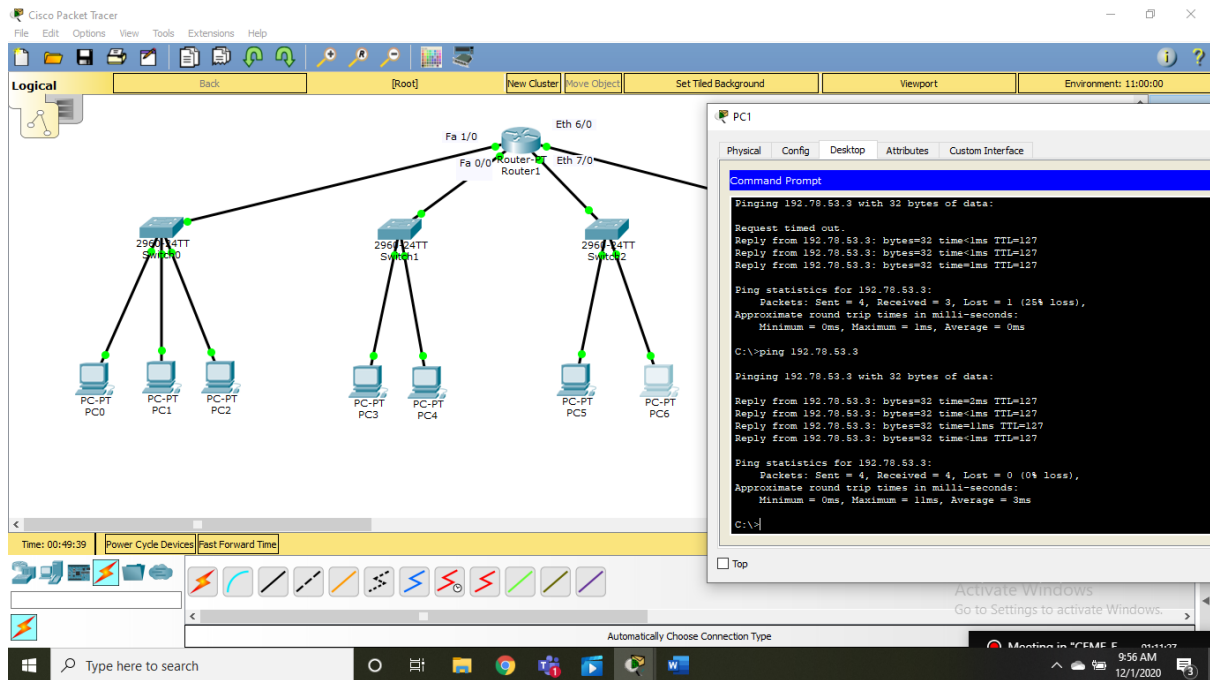 Cisco Packet Tracer
File Edit Options View Tools Extensions Help
Logical Back [Root] New Cluster Move Object Set Tiled Background Viewport Environment: 11:00:00
Fa 1/0
Eth 6/0
Fa 0/0
Router-PT
Eth 7/0
Router1
2960-24TT
Switch0
2960-24TT
Switch1
2960-24TT
Switch2
PC-PT
PC0
PC-PT
PC1
PC-PT
PC2
PC-PT
PC3
PC-PT
PC4
PC-PT
PC5
PC-PT
PC6
PC1
Physical Config Desktop Attributes Custom Interface
Command Prompt
Pinging 192.78.53.3 with 32 bytes of data:
Request timed out.
Reply from 192.78.53.3: bytes=32 time<1ms TTL=127
Reply from 192.78.53.3: bytes=32 time<1ms TTL=127
Reply from 192.78.53.3: bytes=32 time=1ms TTL=127
Ping statistics for 192.78.53.3:
Packets: Sent = 4, Received = 3, Lost = 1 (25% loss),
Approximate round trip times in milli-seconds:
Minimum = 0ms, Maximum = 1ms, Average = 0ms
C:\>ping 192.78.53.3
Pinging 192.78.53.3 with 32 bytes of data:
Reply from 192.78.53.3: bytes=32 time=2ms TTL=127
Reply from 192.78.53.3: bytes=32 time<1ms TTL=127
Reply from 192.78.53.3: bytes=32 time=11ms TTL=127
Reply from 192.78.53.3: bytes=32 time<1ms TTL=127
Ping statistics for 192.78.53.3:
Packets: Sent = 4, Received = 4, Lost = 0 (0% loss),
Approximate round trip times in milli-seconds:
Minimum = 0ms, Maximum = 11ms, Average = 3ms
C:\>
Top
Time: 00:49:39 Power Cycle Devices Fast Forward Time
Activate Windows
Go to Settings to activate Windows.
Automatically Choose Connection Type
Meeting in
Type here to search
9:56 AM
12/1/2020
3